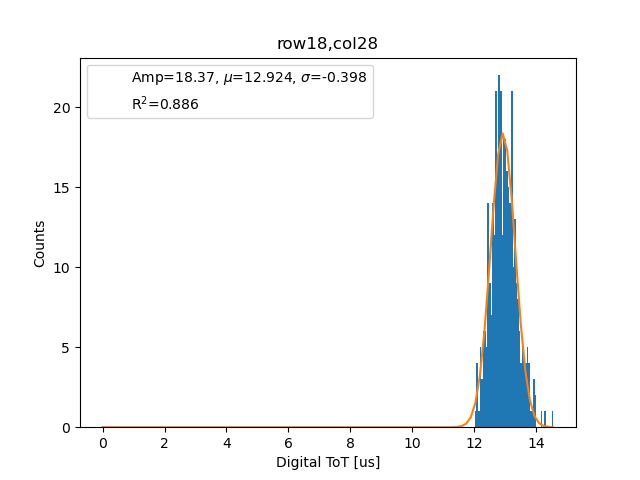 row18,col28
Amp=18.37, μ=12.924, σ=-0.398
R²=0.886
20
15
10
5
0
Counts
0 2 4 6 8 10 12 14
Digital ToT [us]